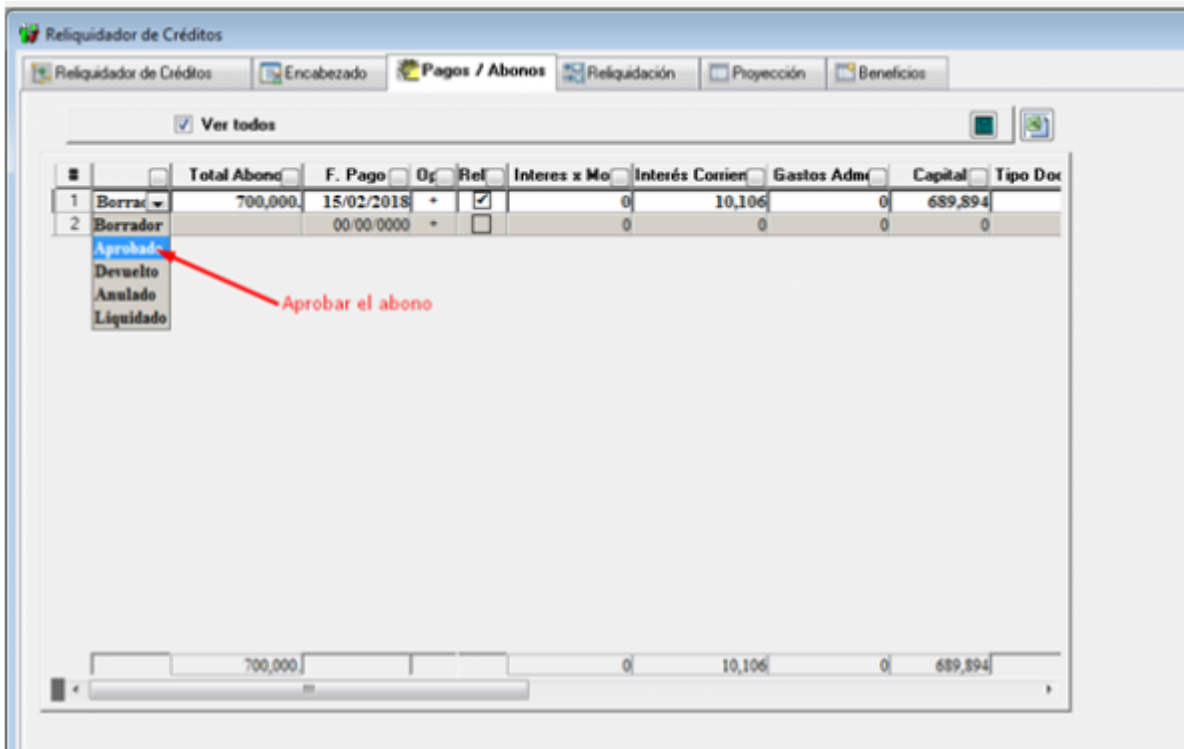 Reliquidador de Créditos
Reliquidador de Créditos Encabezado Pagos / Abonos Reliquidación Proyección Beneficios
Ver todos
# Total Abono F. Pago Op Rel Interes x Mo Interés Corrien Gastos Adm Capital Tipo Doc
1 Borrad 700,000. 15/02/2018 + 0 10,106 0 689,894
2 Borrador 00/00/0000 + 0 0 0 0
Aprobado
Devuelto
Anulado
Liquidado
Aprobar el abono
700,000. 0 10,106 0 689,894